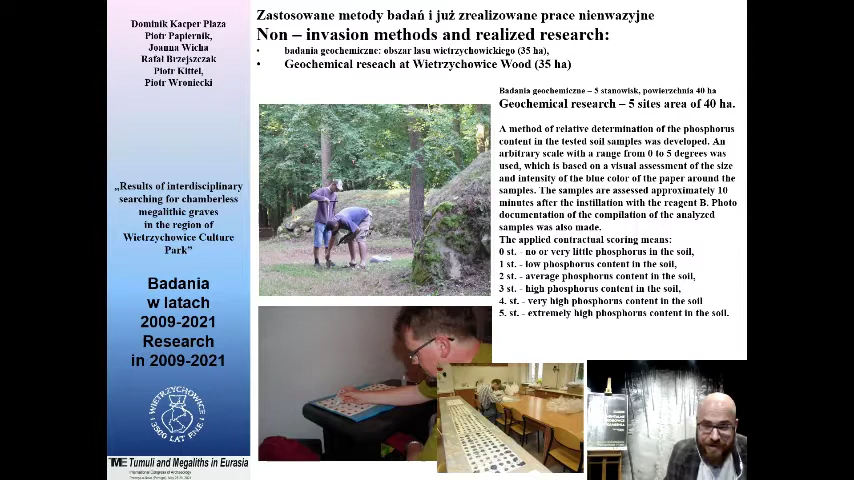 Dominik Kacper Płaza
Piotr Papiernik,
Joanna Wicha
Rafał Brzejszczak
Piotr Kittel,
Piotr Wroniecki
„Results of interdisciplinary
searching for chamberless
megalithic graves
in the region of
Wietrzychowice Culture
Park”
Badania
w latach
2009-2021
Research
in 2009-2021
WIETRZYCHOWICE
3500 LAT P.N.E.
TME Tumuli and Megaliths in Eurasia
International Congress of Archaeology
Zastosowane metody badań i już zrealizowane prace nienwazyjne
Non – invasion methods and realized research:
• badania geochemiczne: obszar lasu wietrzychowickiego (35 ha),
• Geochemical reseach at Wietrzychowice Wood (35 ha)
Badania geochemiczne – 5 stanowisk, powierzchnia 40 ha
Geochemical research – 5 sites area of 40 ha.
A method of relative determination of the phosphorus
content in the tested soil samples was developed. An
arbitrary scale with a range from 0 to 5 degrees was
used, which is based on a visual assessment of the size
and intensity of the blue color of the paper around the
samples. The samples are assessed approximately 10
minutes after the instillation with the reagent B. Photo
documentation of the compilation of the analyzed
samples was also made.
The applied contractual scoring means:
0 st. - no or very little phosphorus in the soil,
1 st. - low phosphorus content in the soil,
2 st. - average phosphorus content in the soil,
3 st. - high phosphorus content in the soil,
4. st. - very high phosphorus content in the soil
5. st. - extremely high phosphorus content in the soil.